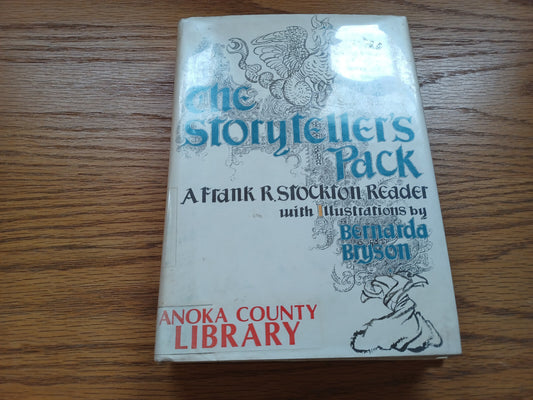 The
Storyteller's
Pack
A Frank R. Stockton Reader
with illustrations by
Bernarda
Bryson
ANOKA COUNTY
LIBRARY